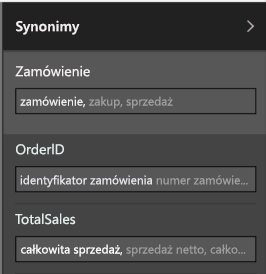 Synonimy
Zamówienie
zamówienie, zakup, sprzedaż
OrderID
identyfikator zamówienia numer zamówie...
TotalSales
całkowita sprzedaż, sprzedaż netto, całko...